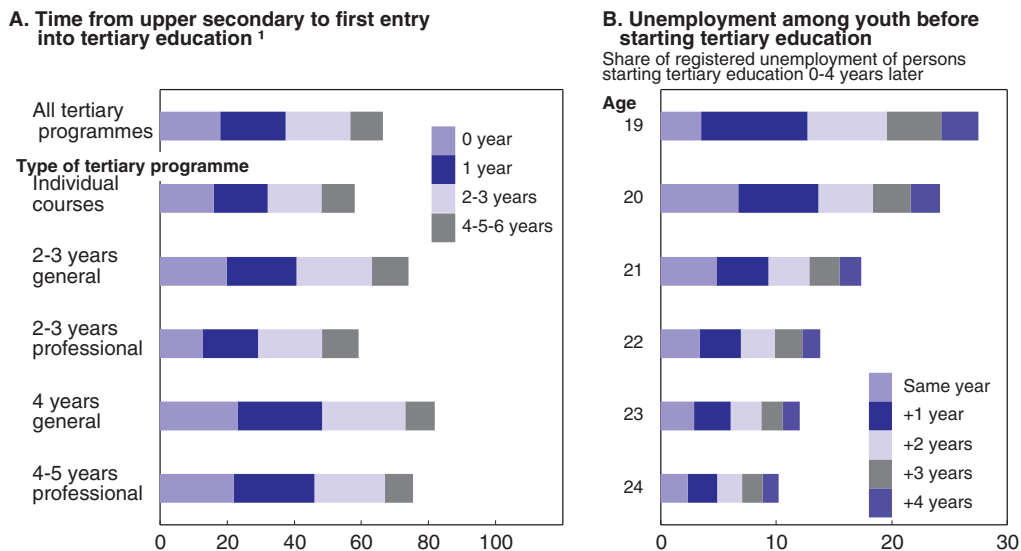 A. Time from upper secondary to first entry
into tertiary education ¹
All tertiary
programmes
Type of tertiary programme
Individual
courses
2-3 years
general
2-3 years
professional
4 years
general
4-5 years
professional
0 year
1 year
2-3 years
4-5-6 years
0 20 40 60 80 100
B. Unemployment among youth before
starting tertiary education
Share of registered unemployment of persons
starting tertiary education 0-4 years later
Age
19
20
21
22
23
24
Same year
+1 year
+2 years
+3 years
+4 years
0 10 20 30